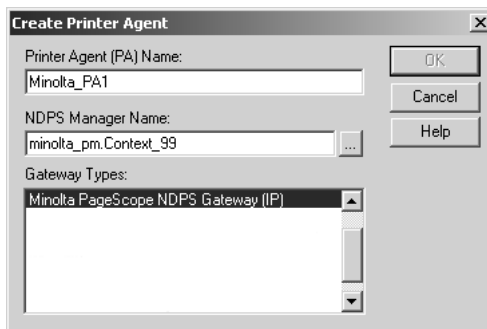 Create Printer Agent
Printer Agent (PA) Name:
Minolta_PA1
NDPS Manager Name:
minolta_pm.Context_99
...
Gateway Types:
Minolta PageScope NDPS Gateway (IP)
OK
Cancel
Help